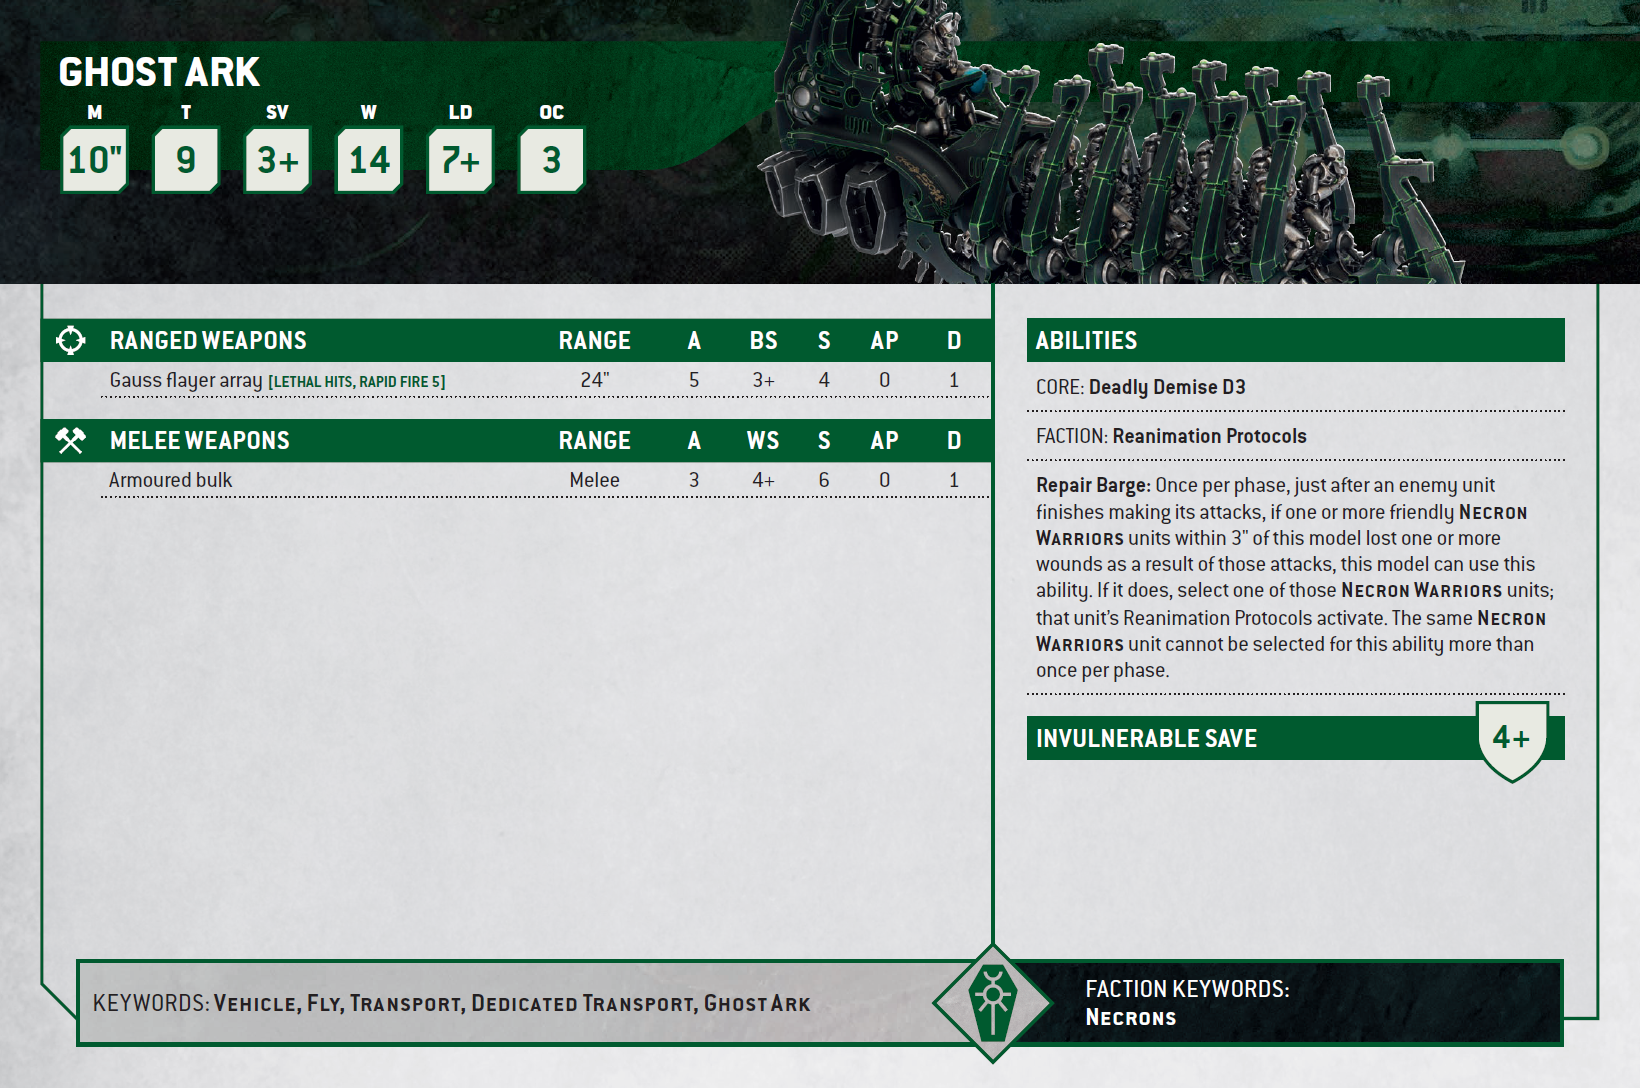 GHOST ARK
M T SV W LD OC
10" 9 3+ 14 7+ 3
RANGED WEAPONS RANGE A BS S AP D
Gauss flayer array [LETHAL HITS, RAPID FIRE 5] 24" 5 3+ 4 0 1
MELEE WEAPONS RANGE A WS S AP D
Armoured bulk Melee 3 4+ 6 0 1
ABILITIES
CORE: Deadly Demise D3
FACTION: Reanimation Protocols
Repair Barge: Once per phase, just after an enemy unit
finishes making its attacks, if one or more friendly NECRON
WARRIORS units within 3" of this model lost one or more
wounds as a result of those attacks, this model can use this
ability. If it does, select one of those NECRON WARRIORS units;
that unit's Reanimation Protocols activate. The same NECRON
WARRIORS unit cannot be selected for this ability more than
once per phase.
INVULNERABLE SAVE 4+
KEYWORDS: VEHICLE, FLY, TRANSPORT, DEDICATED TRANSPORT, GHOST ARK
FACTION KEYWORDS:
NECRONS